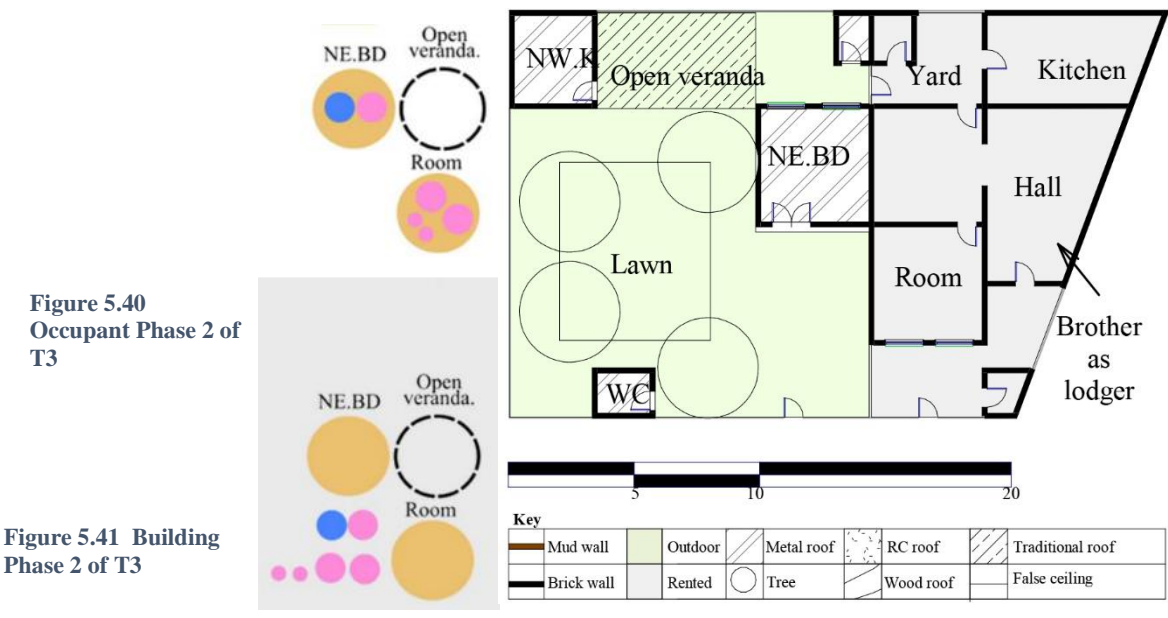 Open
veranda.
NE.BD
Room
Figure 5.40
Occupant Phase 2 of
T3
Open
veranda.
NE.BD
Room
Figure 5.41 Building
Phase 2 of T3
NW.K
Open veranda
Yard
Kitchen
NE.BD
Hall
Lawn
Room
Brother
as
lodger
WC
5
10
20
Key
Mud wall
Outdoor
Metal roof
RC roof
Traditional roof
Brick wall
Rented
Tree
Wood roof
False ceiling